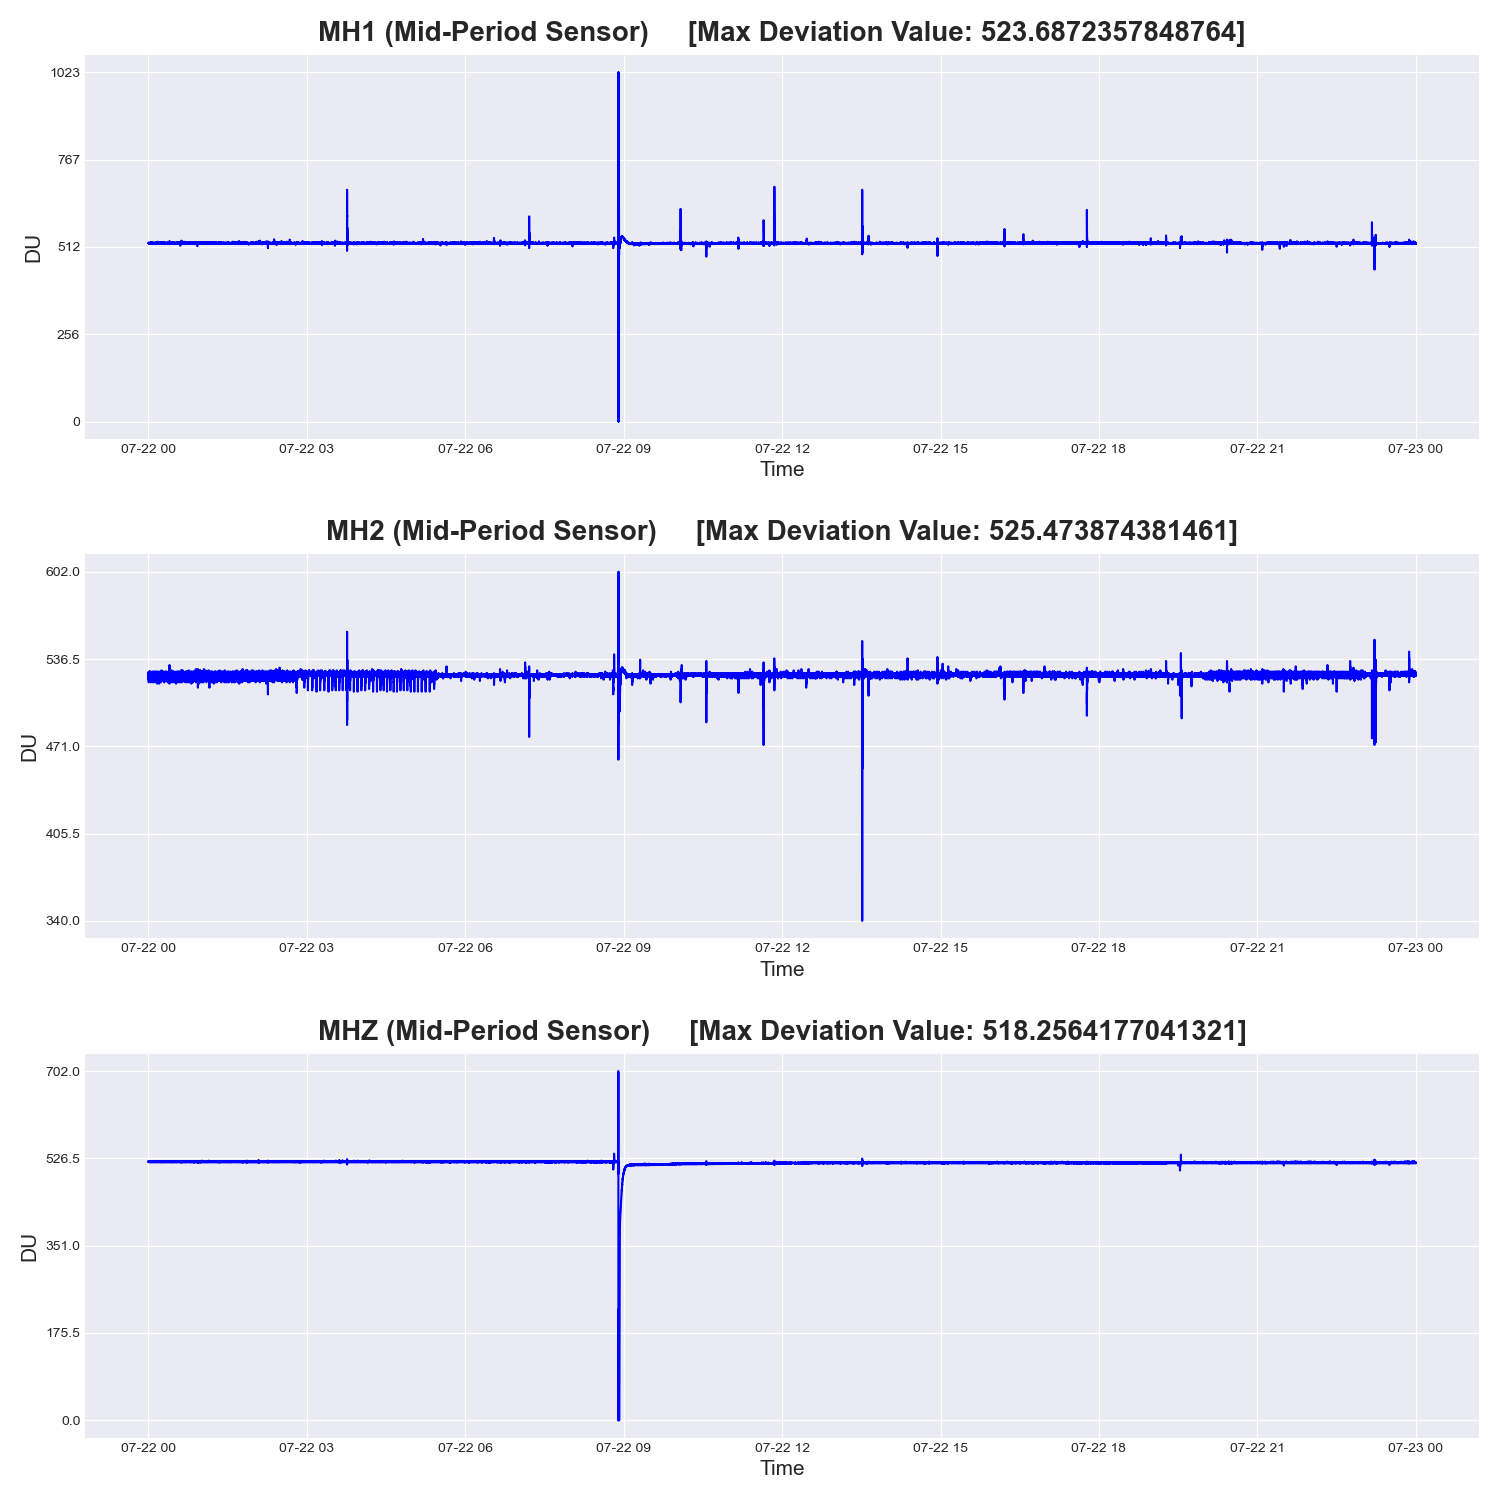 MH1 (Mid-Period Sensor) [Max Deviation Value: 523.6872357848764]
1023
767
512
256
0
DU
07-22 00 07-22 03 07-22 06 07-22 09 07-22 12 07-22 15 07-22 18 07-22 21 07-23 00
Time
MH2 (Mid-Period Sensor) [Max Deviation Value: 525.473874381461]
602.0
536.5
471.0
405.5
340.0
DU
07-22 00 07-22 03 07-22 06 07-22 09 07-22 12 07-22 15 07-22 18 07-22 21 07-23 00
Time
MHZ (Mid-Period Sensor) [Max Deviation Value: 518.2564177041321]
702.0
526.5
351.0
175.5
0.0
DU
07-22 00 07-22 03 07-22 06 07-22 09 07-22 12 07-22 15 07-22 18 07-22 21 07-23 00
Time